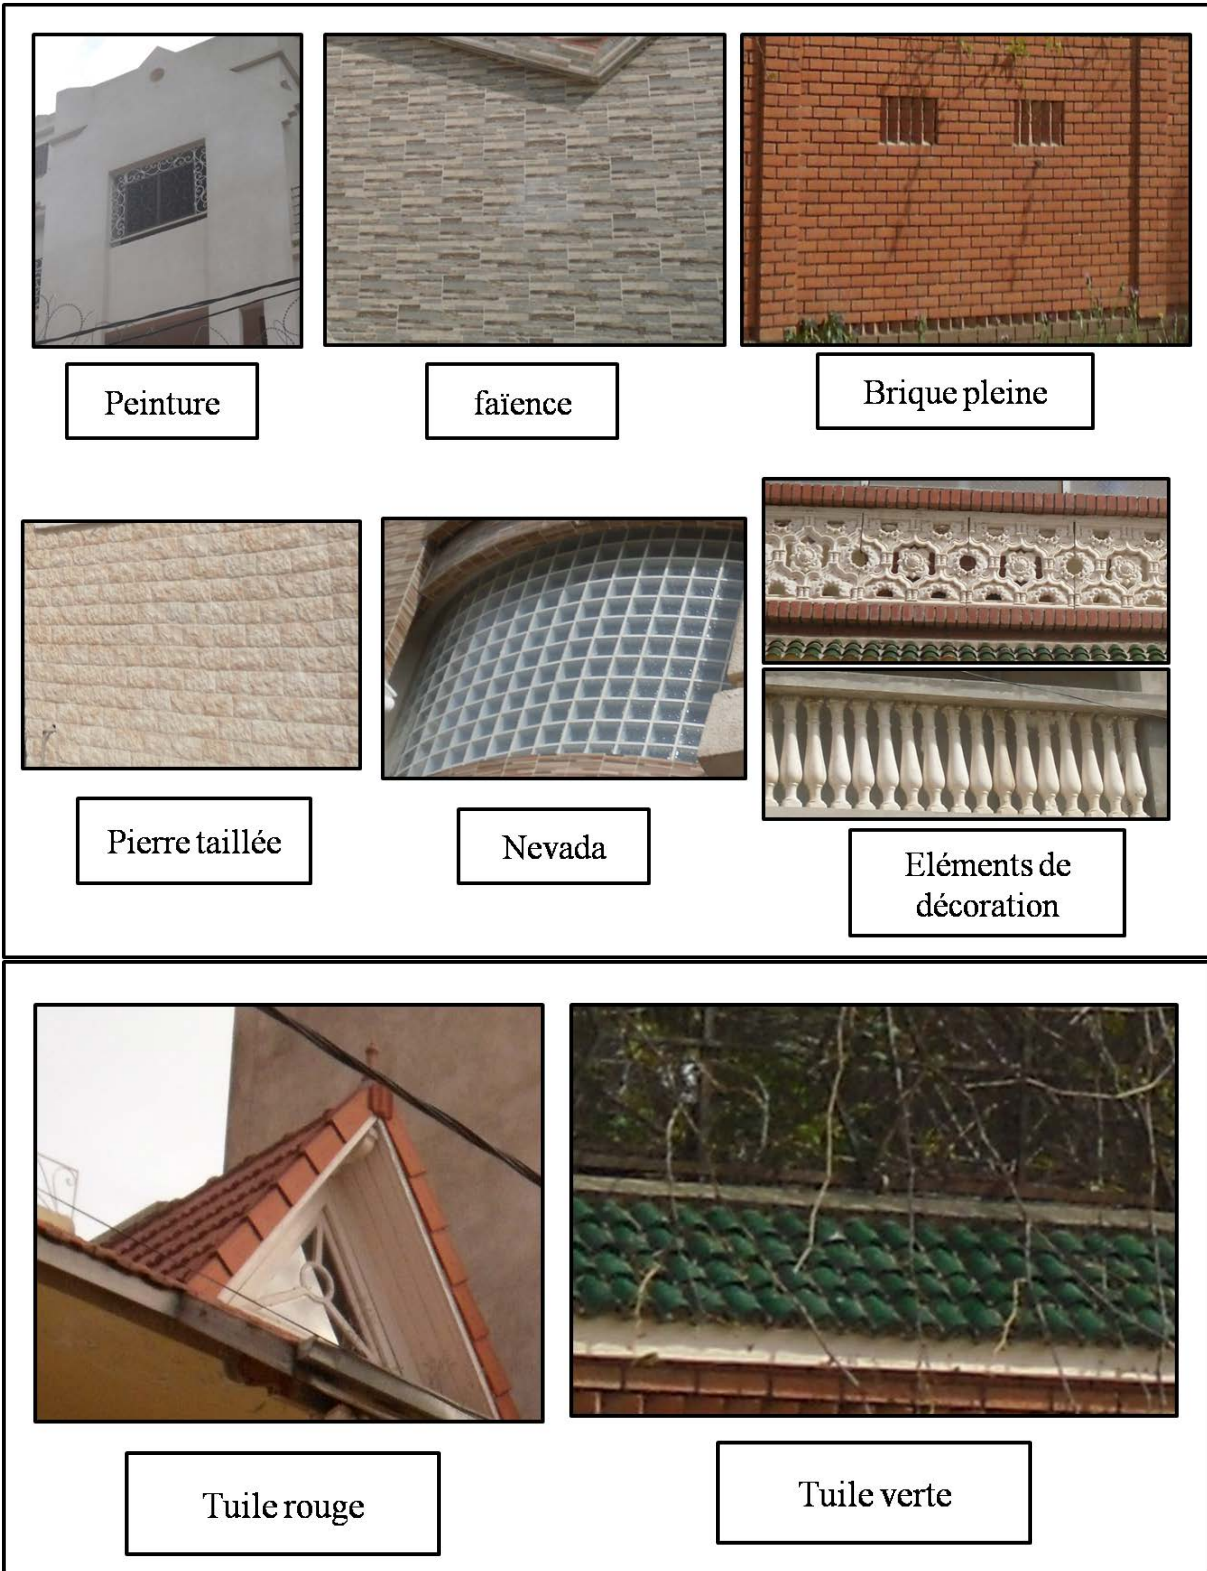 Peinture
faïence
Brique pleine
Pierre taillée
Nevada
Eléments de
décoration
Tuile rouge
Tuile verte